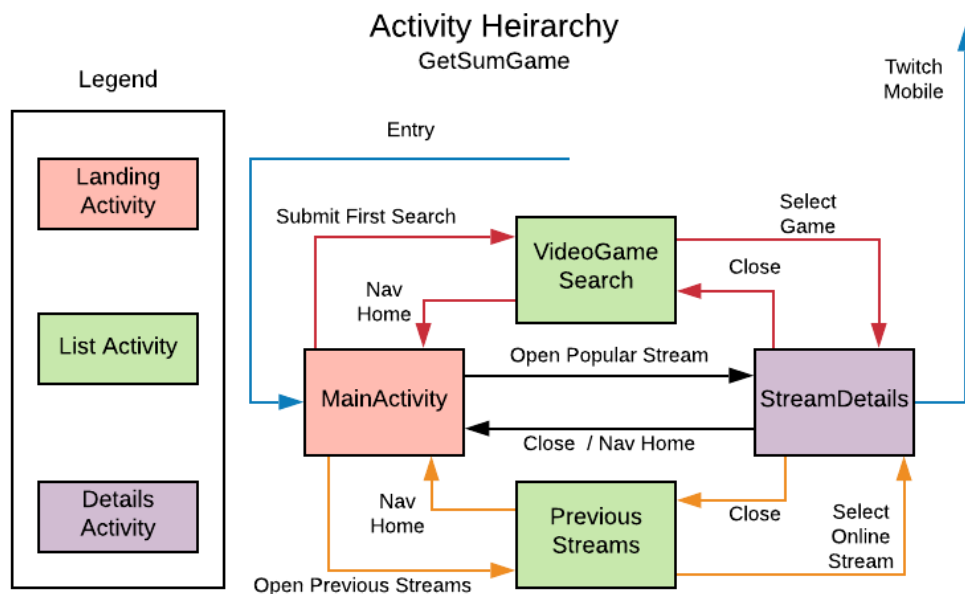 Activity Heirarchy
GetSumGame
Legend
Landing
Activity
List Activity
Details
Activity
Entry
Twitch
Mobile
Submit First Search
VideoGame
Search
Select
Game
Nav
Home
Close
MainActivity
Open Popular Stream
StreamDetails
Close / Nav Home
Nav
Home
Previous
Streams
Close
Select
Online
Stream
Open Previous Streams